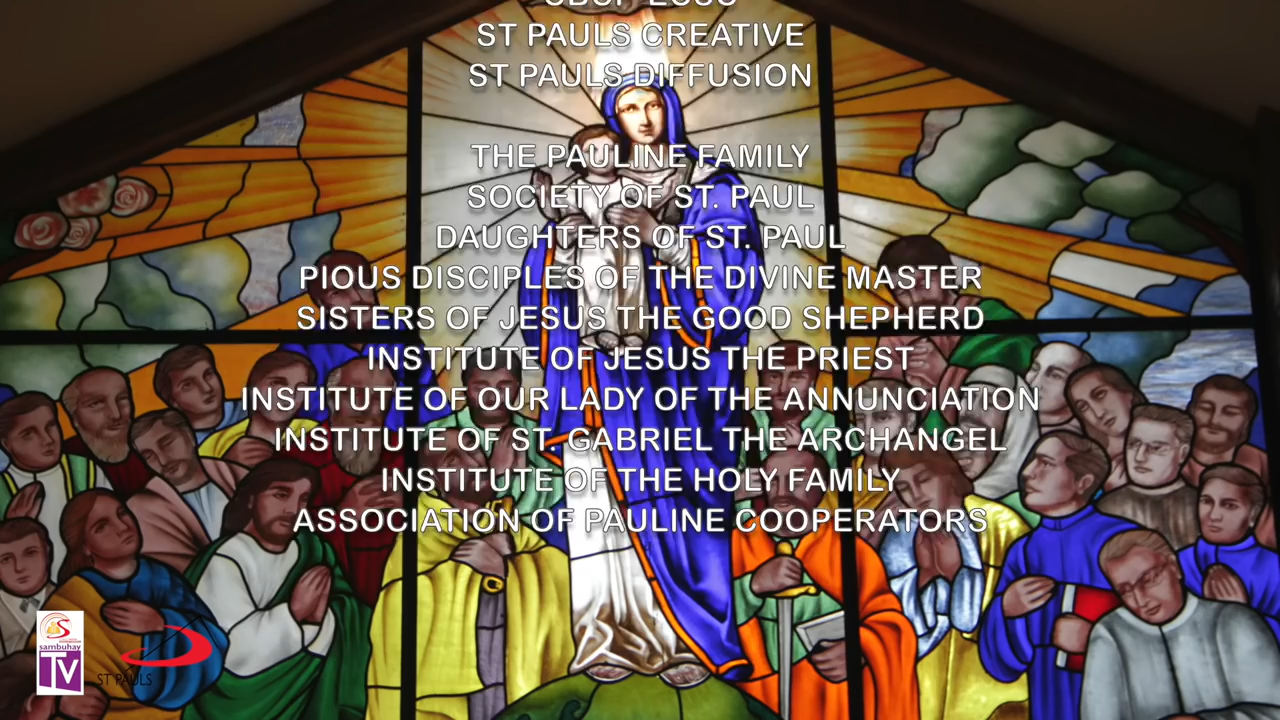 ST PAULS CREATIVE
ST PAULS DIFFUSION
THE PAULINE FAMILY
SOCIETY OF ST. PAUL
DAUGHTERS OF ST. PAUL
PIOUS DISCIPLES OF THE DIVINE MASTER
SISTERS OF JESUS THE GOOD SHEPHERD
INSTITUTE OF JESUS THE PRIEST
INSTITUTE OF OUR LADY OF THE ANNUNCIATION
INSTITUTE OF ST. GABRIEL THE ARCHANGEL
INSTITUTE OF THE HOLY FAMILY
ASSOCIATION OF PAULINE COOPERATORS
sambuhay
TV
ST PAULS